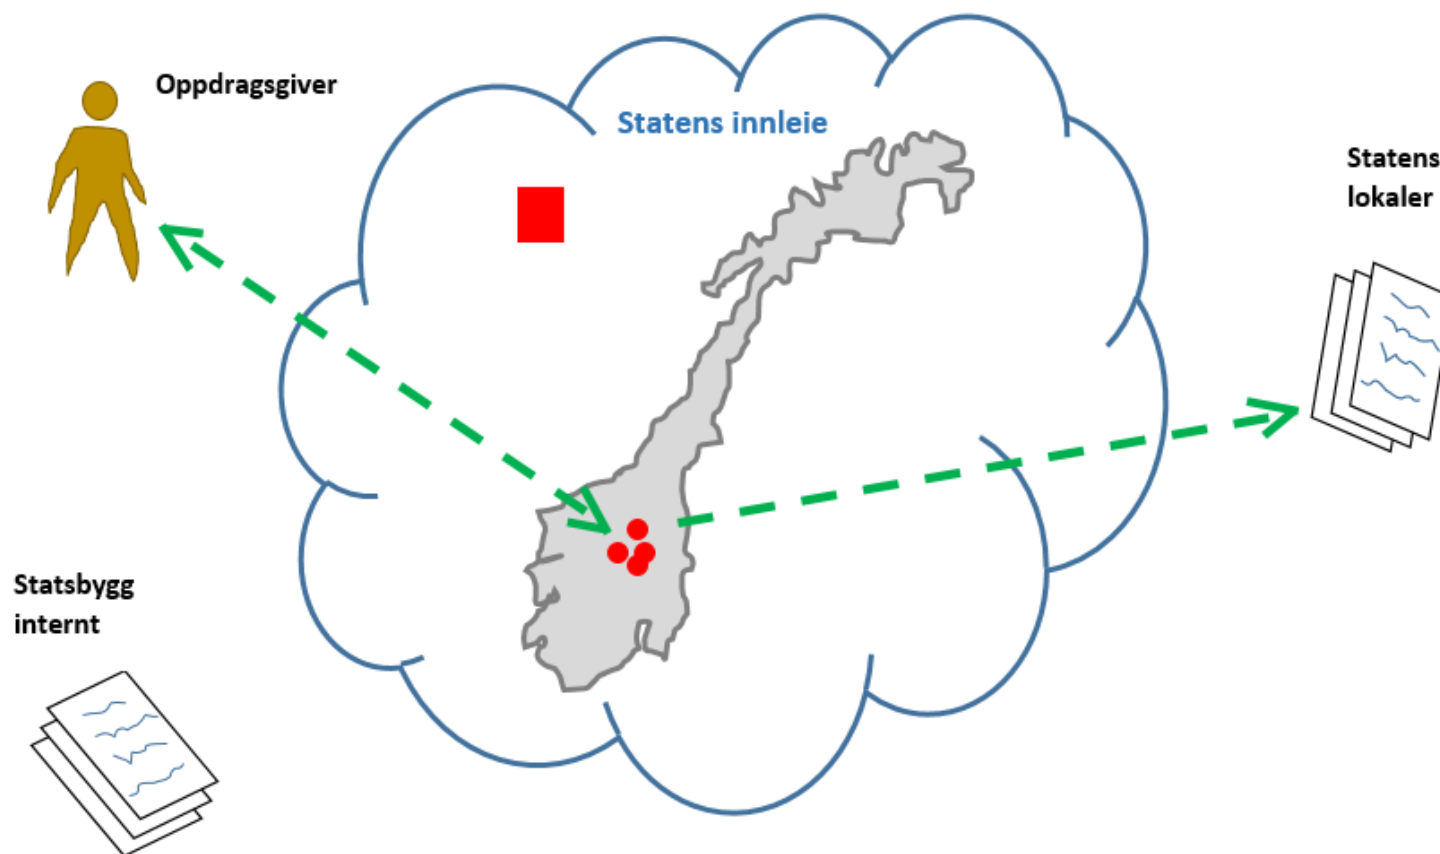 Oppdragsgiver
Statens innleie
Statens
lokaler
Statsbygg
internt